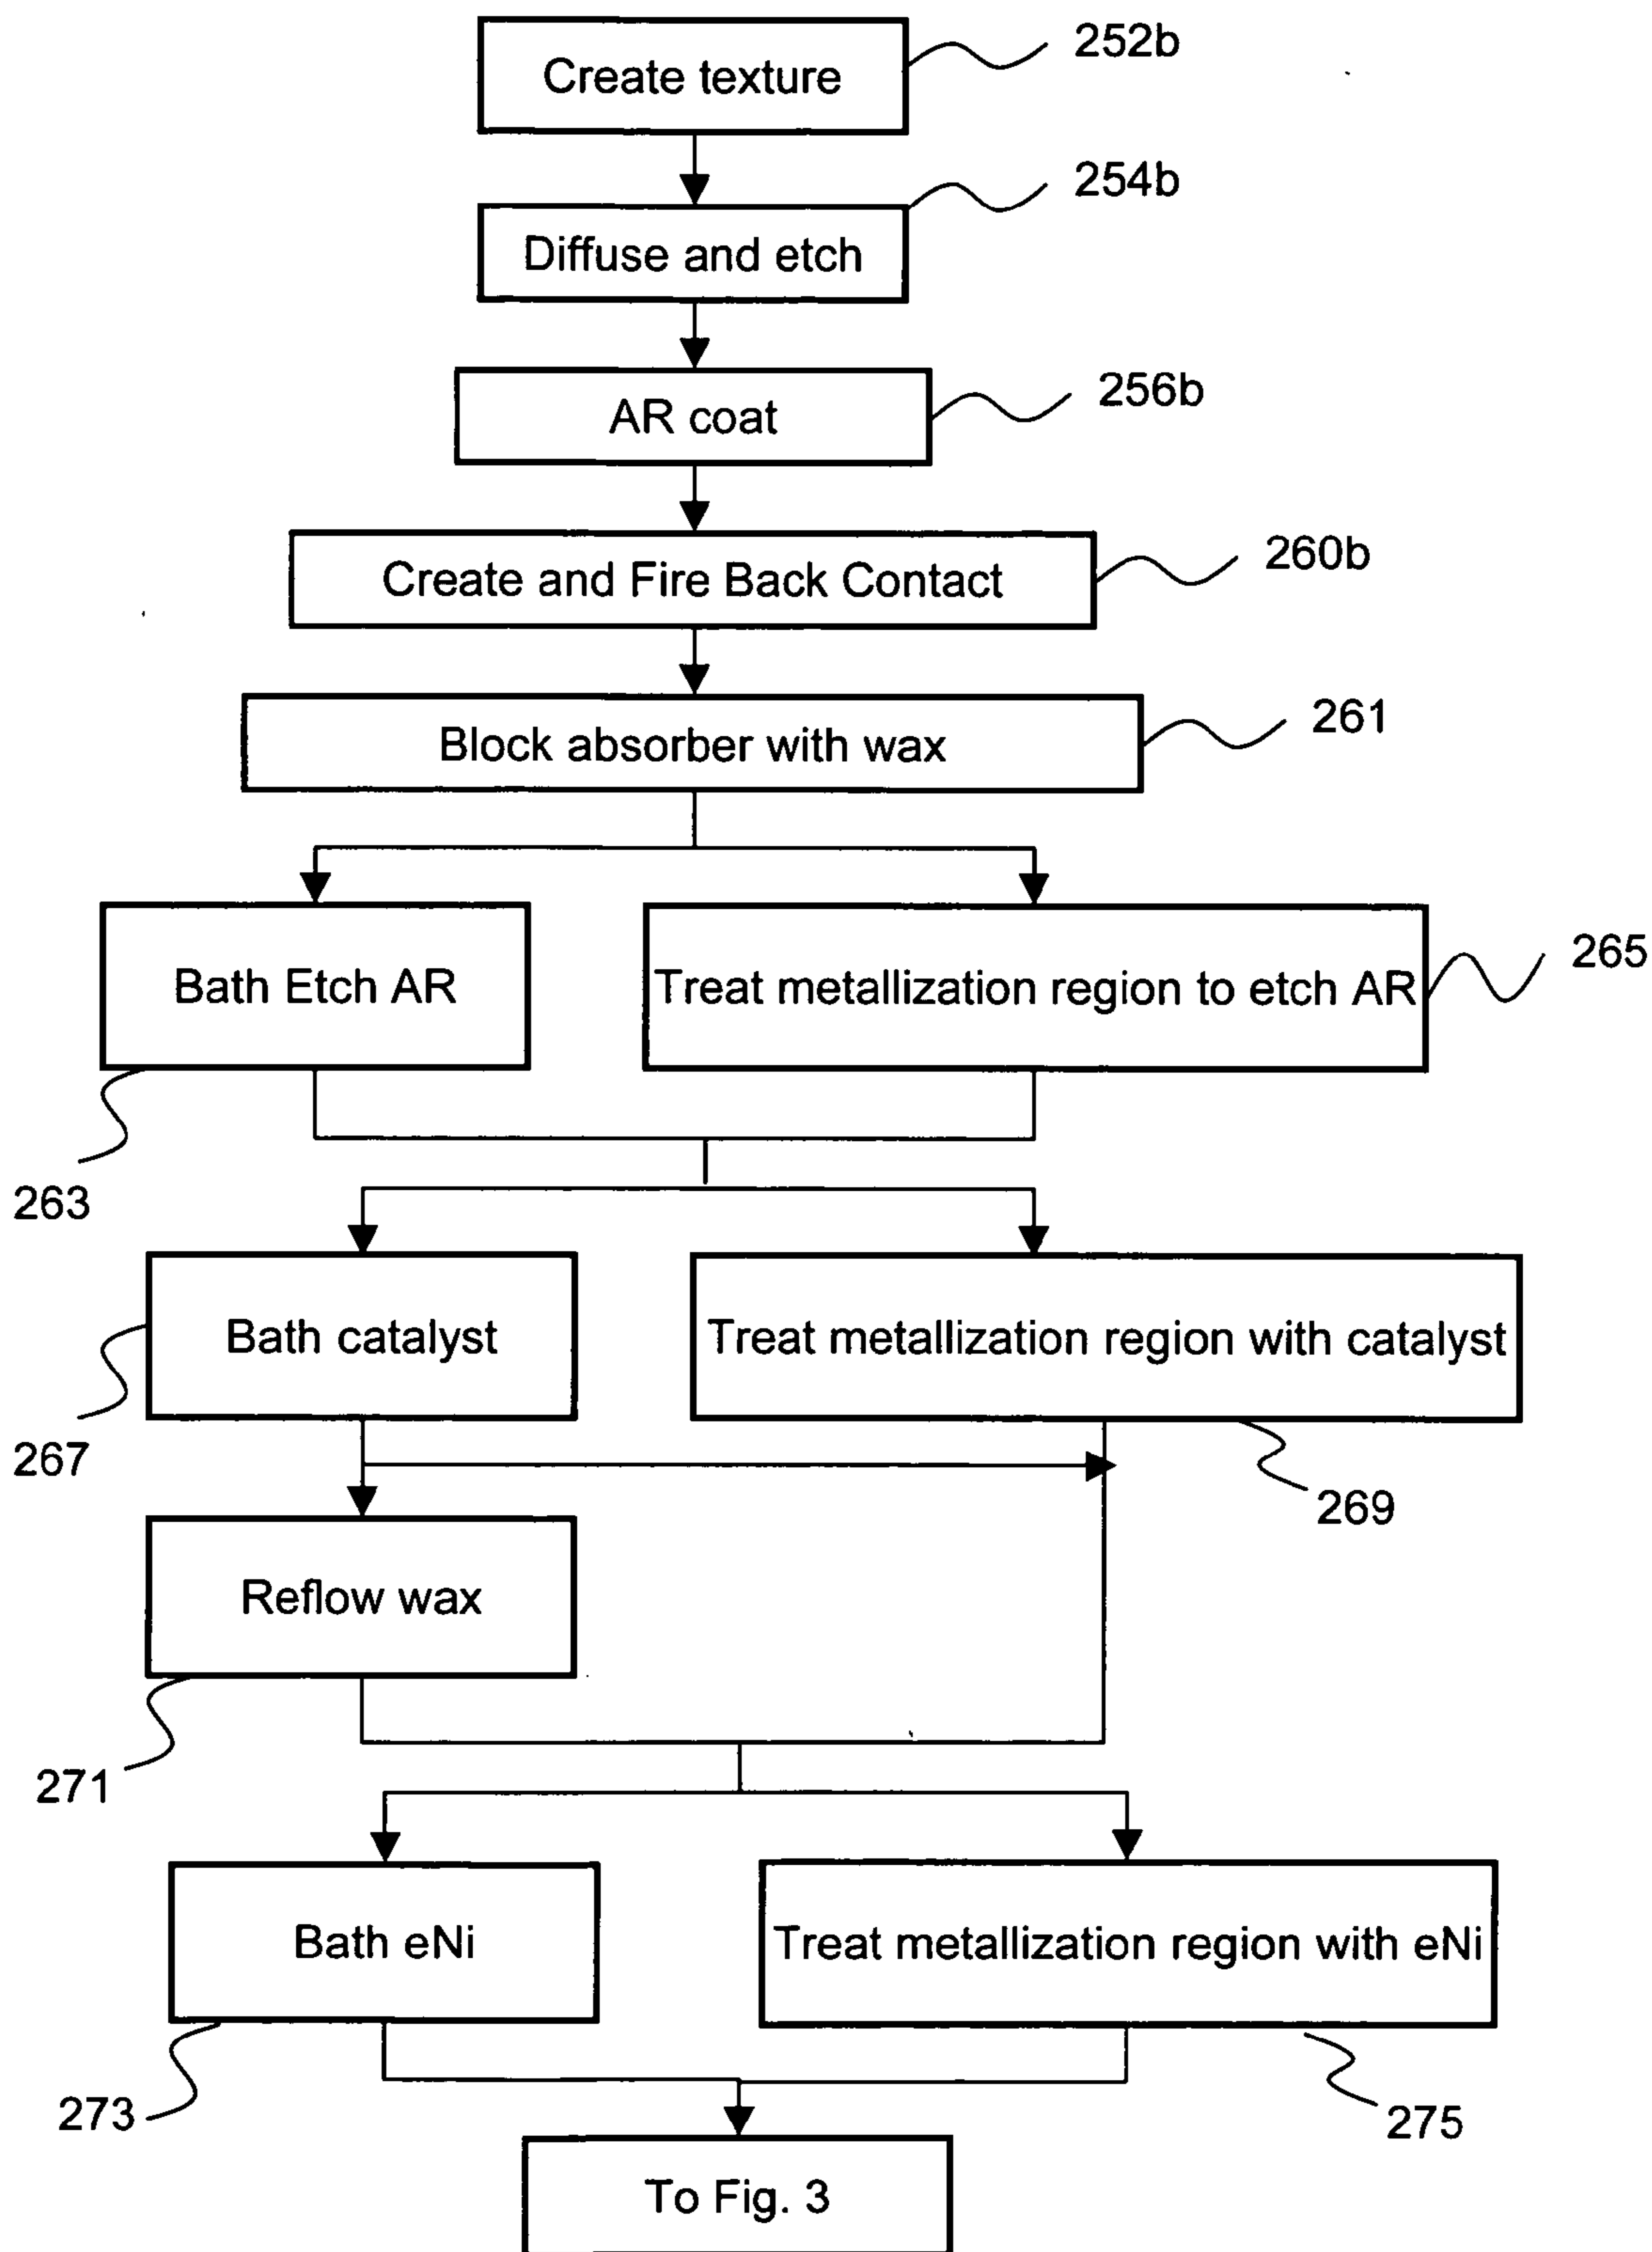 Create texture
252b
Diffuse and etch
254b
AR coat
256b
Create and Fire Back Contact
260b
Block absorber with wax
261
Bath Etch AR
Treat metallization region to etch AR
265
263
Bath catalyst
Treat metallization region with catalyst
267
269
Reflow wax
271
Bath eNi
Treat metallization region with eNi
273
275
To Fig. 3